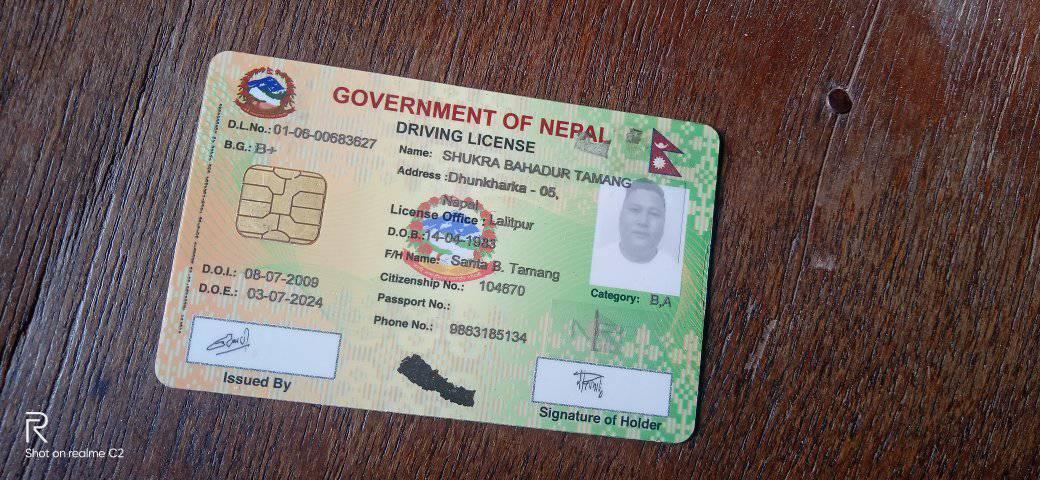 GOVERNMENT OF NEPAL
DRIVING LICENSE
D.L.No.: 01-06-00683627
B.G.: B+
Name: SHUKRA BAHADUR TAMANG
Address : Dhunkharka - 05,
Nepal
License Office : Lalitpur
D.O.B.: 14-04-1983
F/H Name: Santa B. Tamang
Citizenship No.: 104670
Passport No.:
Phone No.: 9863185134
D.O.I.: 08-07-2009
D.O.E.: 03-07-2024
Category: B,A
Issued By
Signature of Holder
R
Shot on realme C2